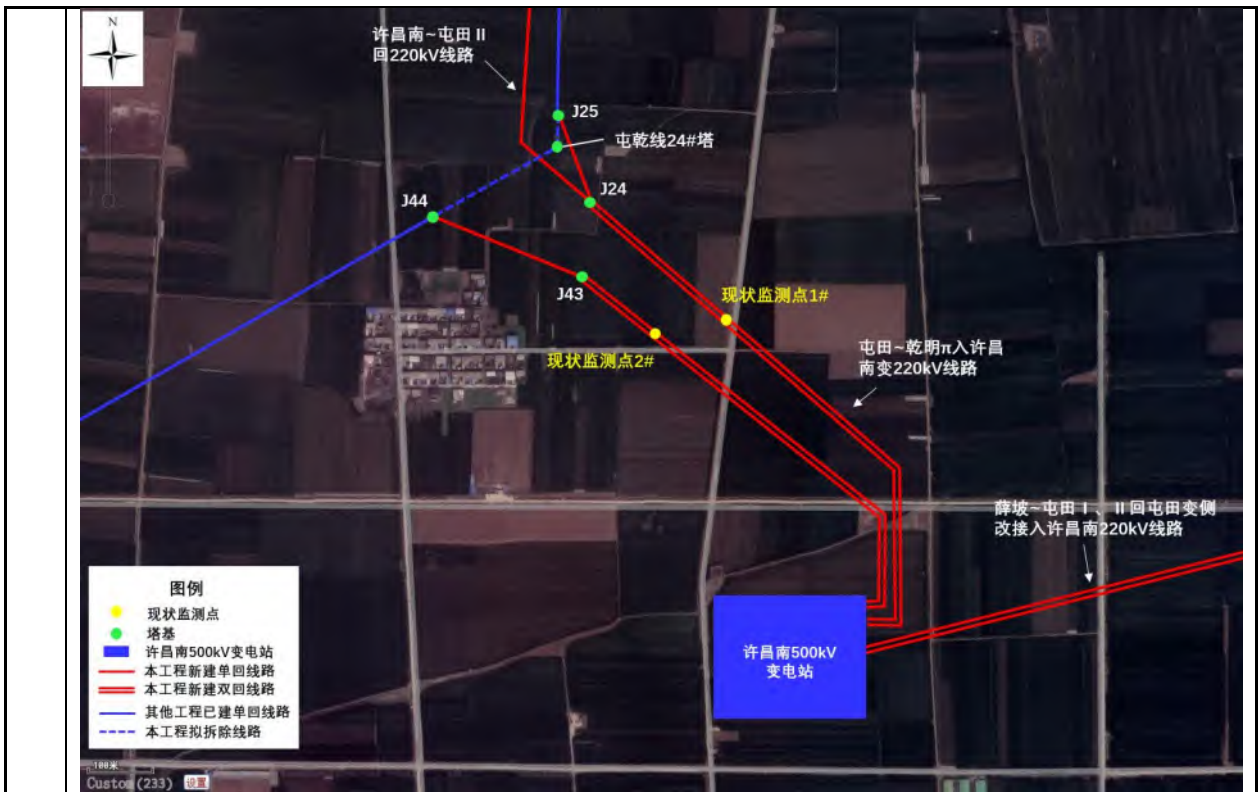 N
许昌南~屯田 II
回220kV线路
J25
屯乾线24#塔
J24
J44
J43
现状监测点1#
现状监测点2#
屯田~乾明π入许昌
南变220kV线路
薛坡~屯田 I 、 II 回屯田变侧
改接入许昌南220kV线路
许昌南500kV
变电站
图例
现状监测点
塔基
许昌南500kV变电站
本工程新建单回线路
本工程新建双回线路
其他工程已建单回线路
本工程拟拆除线路
100米
Custom(233) 设置